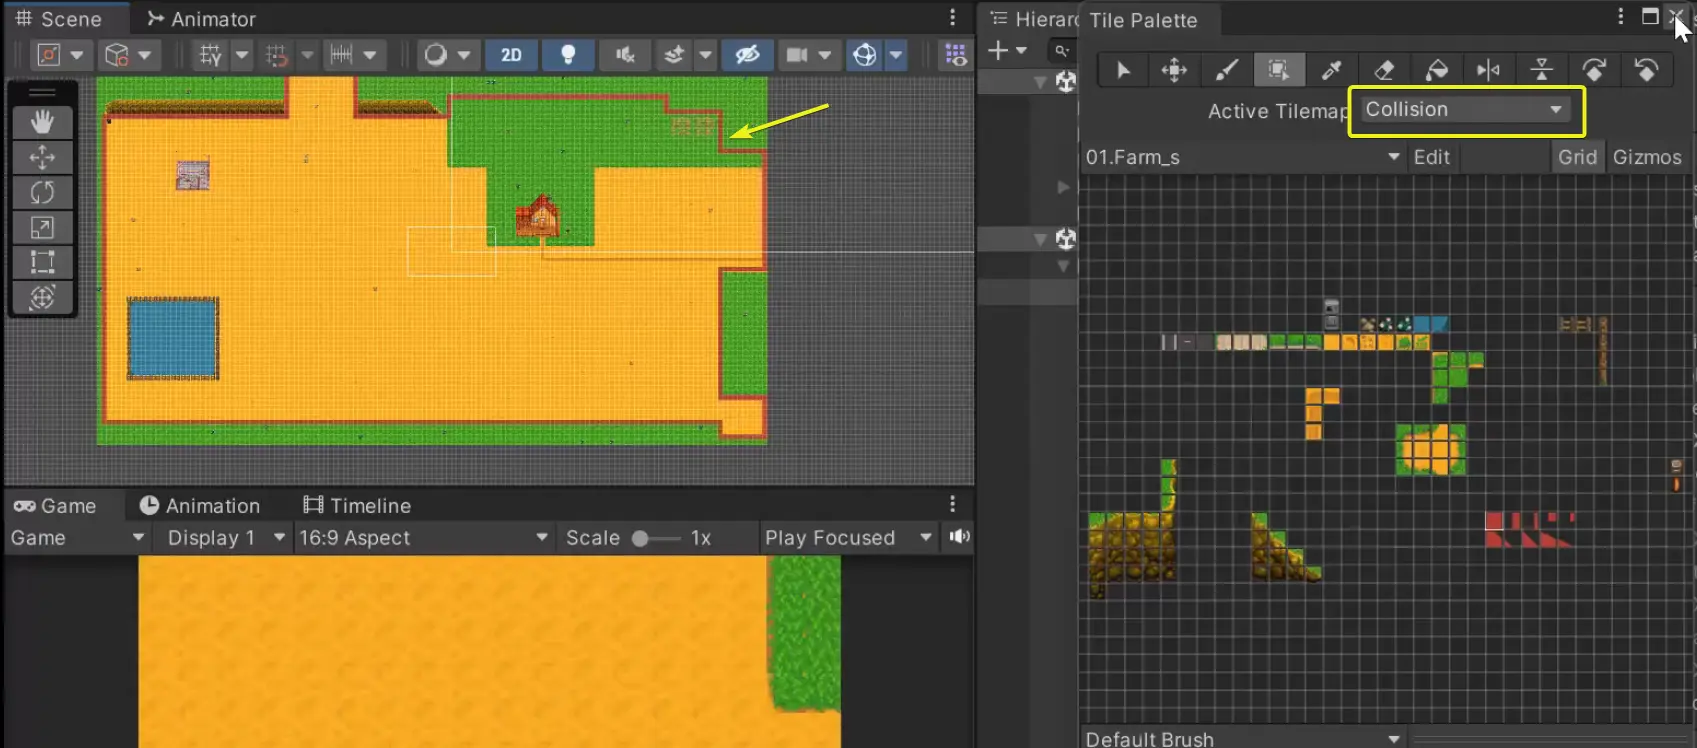 Scene
Animator
Hierarc
Tile Palette
2D
Active Tilemap
Collision
01.Farm_s
Edit
Grid
Gizmos
Game
Animation
Timeline
Game
Display 1
16:9 Aspect
Scale
1x
Play Focused
Default Brush